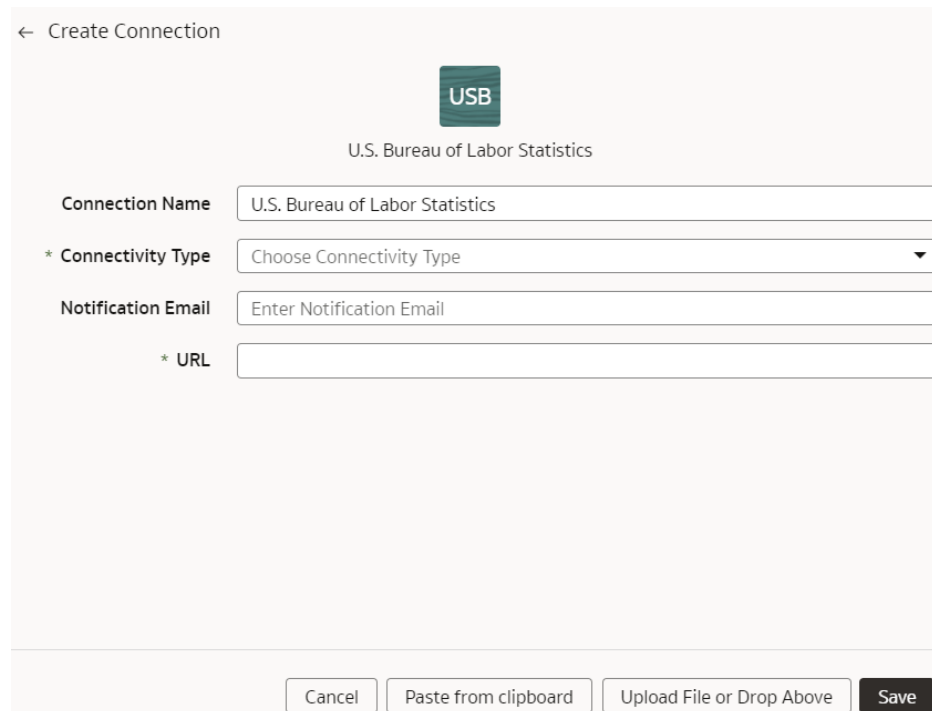 ← Create Connection
USB
U.S. Bureau of Labor Statistics
Connection Name U.S. Bureau of Labor Statistics
* Connectivity Type Choose Connectivity Type
Notification Email Enter Notification Email
* URL
Cancel Paste from clipboard Upload File or Drop Above Save